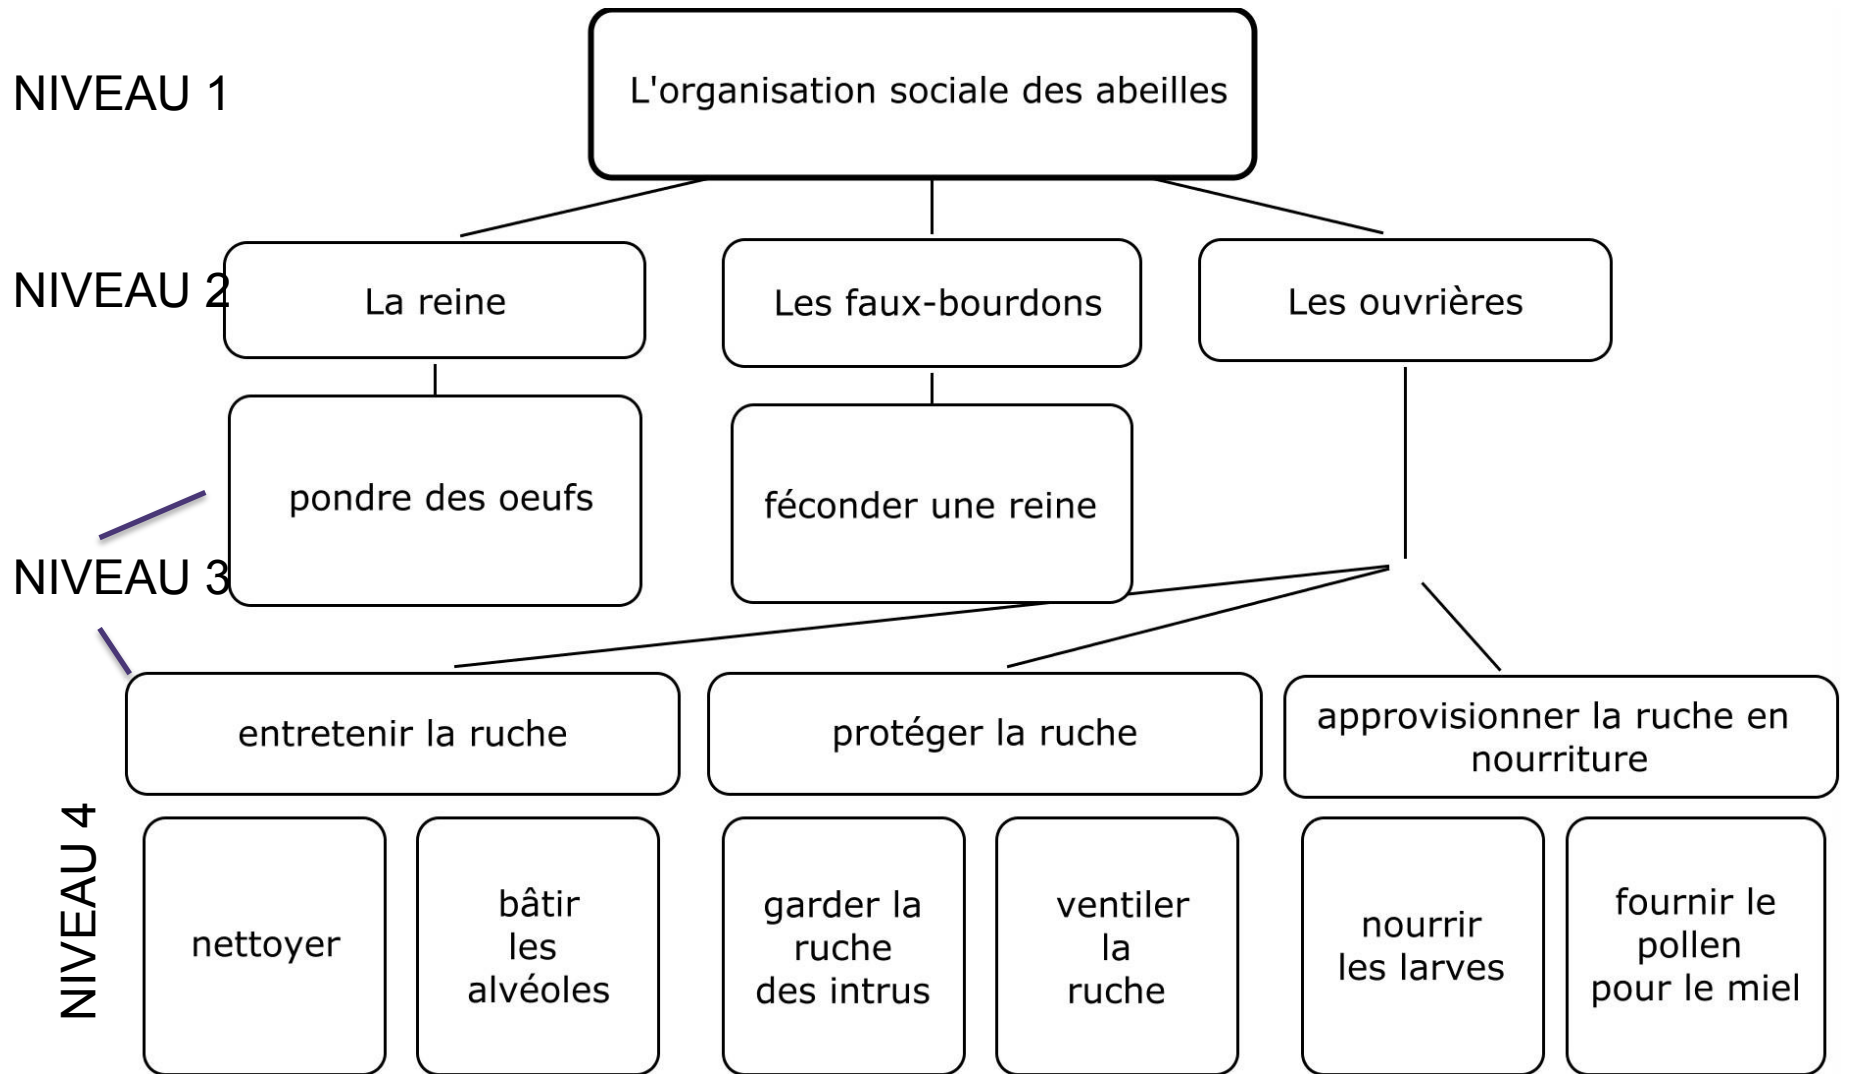 NIVEAU 1
L'organisation sociale des abeilles
NIVEAU 2
La reine
Les faux-bourdons
Les ouvrières
pondre des oeufs
féconder une reine
NIVEAU 3
entretenir la ruche
protéger la ruche
approvisionner la ruche en
nourriture
NIVEAU 4
nettoyer
bâtir
les
alvéoles
garder la
ruche
des intrus
ventiler
la
ruche
nourrir
les larves
fournir le
pollen
pour le miel